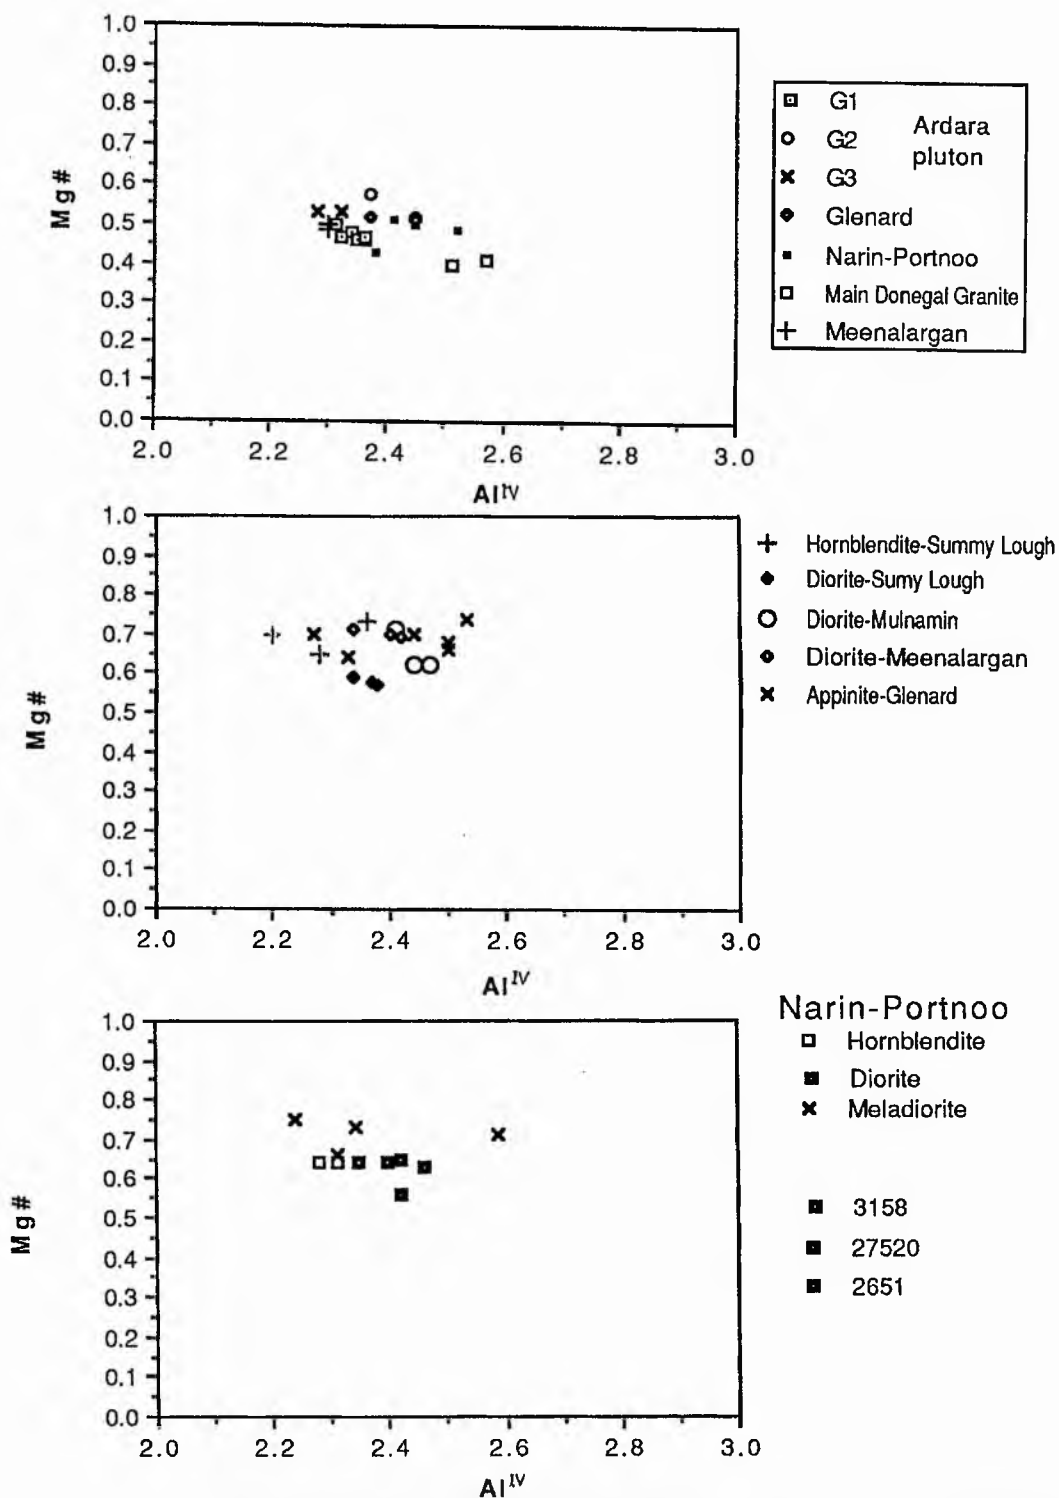 1.0
0.9
0.8
0.7
0.6
0.5
0.4
0.3
0.2
0.1
0.0
Mg#
2.0 2.2 2.4 2.6 2.8 3.0
Al^IV
G1
G2
G3
Ardara
pluton
Glenard
Narin-Portnoo
Main Donegal Granite
Meenalargan
1.0
0.9
0.8
0.7
0.6
0.5
0.4
0.3
0.2
0.1
0.0
Mg#
2.0 2.2 2.4 2.6 2.8 3.0
Al^IV
Hornblendite-Summy Lough
Diorite-Sumy Lough
Diorite-Mulnamin
Diorite-Meenalargan
Appinite-Glenard
1.0
0.9
0.8
0.7
0.6
0.5
0.4
0.3
0.2
0.1
0.0
Mg#
2.0 2.2 2.4 2.6 2.8 3.0
Al^IV
Narin-Portnoo
Hornblendite
Diorite
Meladiorite
3158
27520
2651